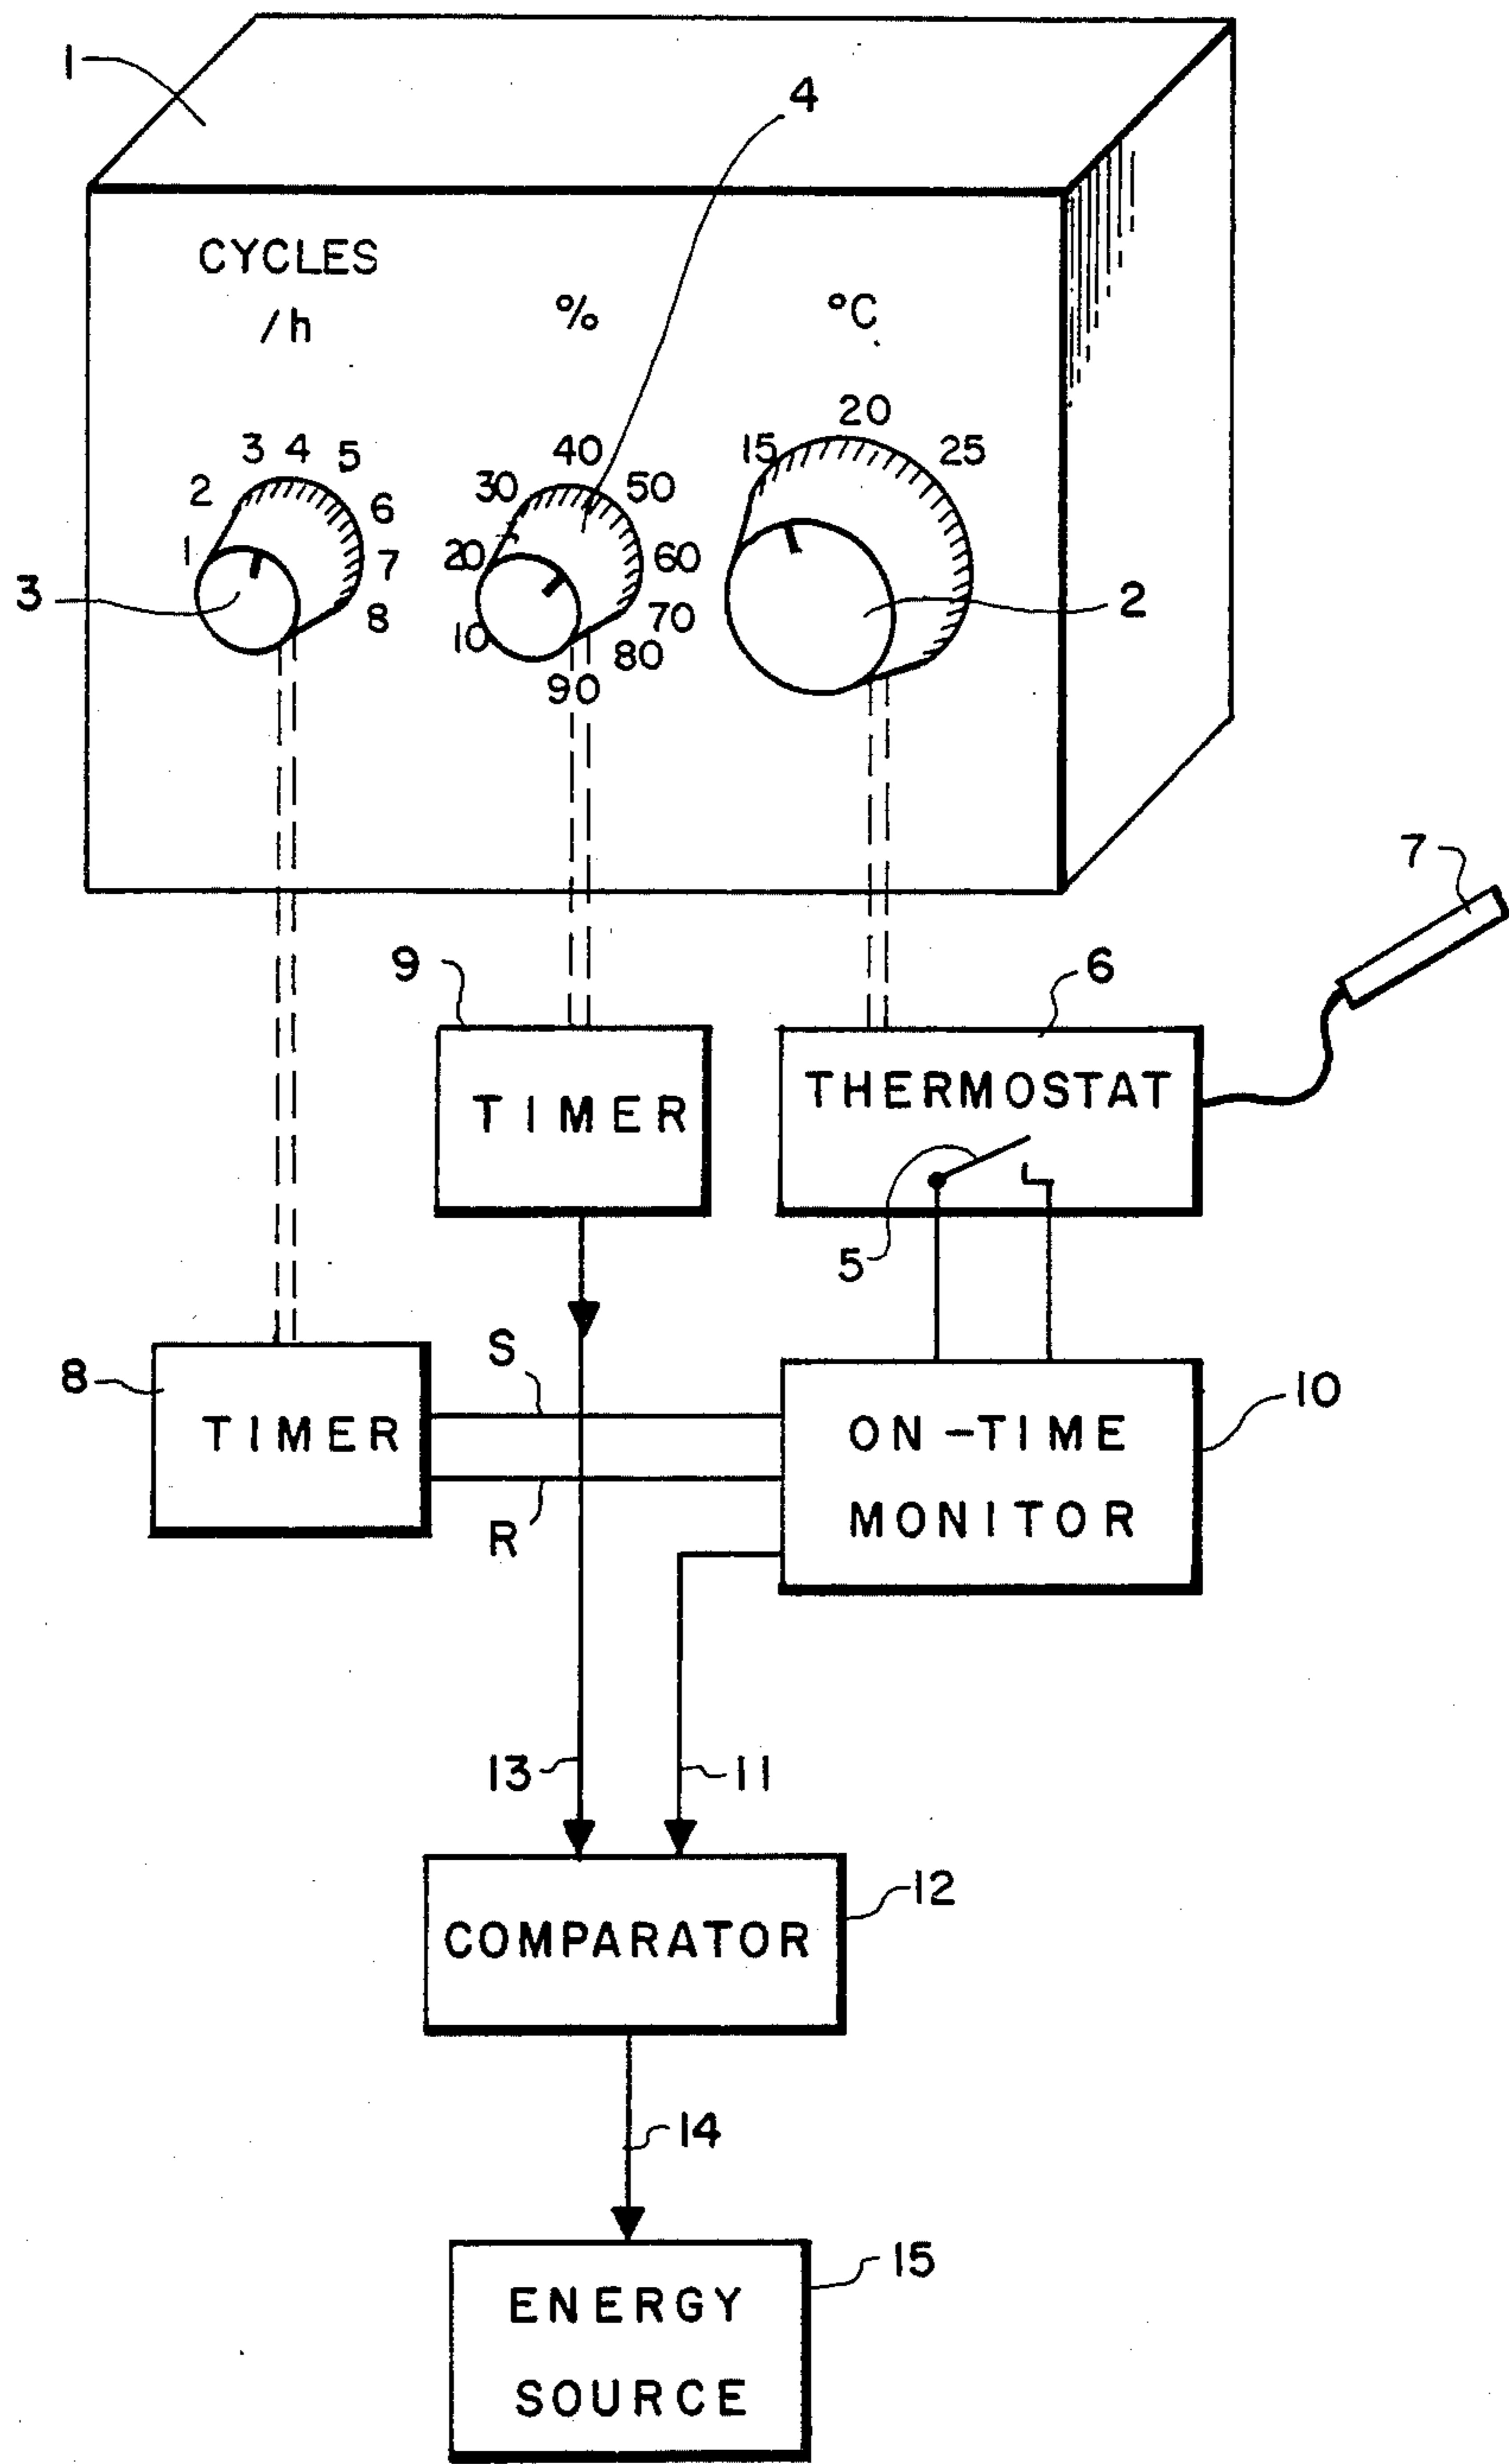 1
4
CYCLES
/h
%
°C
1 2 3 4 5 6 7 8
10 20 30 40 50 60 70 80 90
15 20 25
3
2
7
9
6
TIMER
THERMOSTAT
5
8
S
10
TIMER
ON-TIME
MONITOR
R
13
11
12
COMPARATOR
14
15
ENERGY
SOURCE